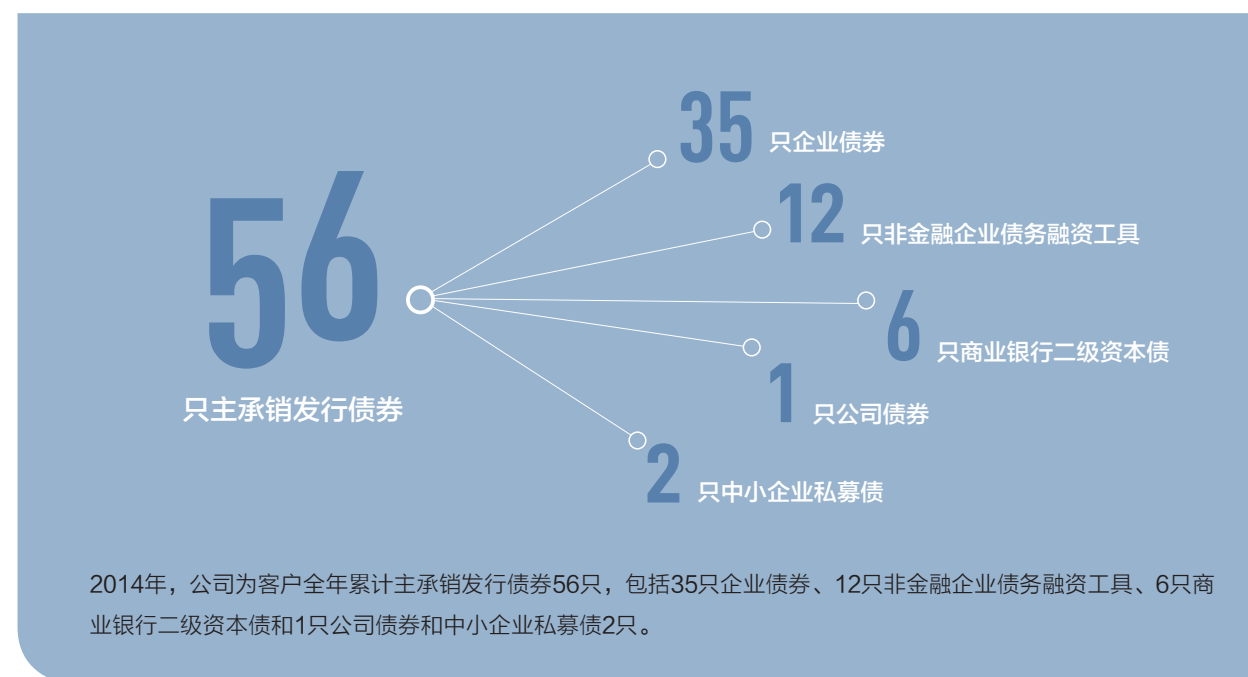 35 只企业债券
12 只非金融企业债务融资工具
56
只主承销发行债券
6 只商业银行二级资本债
1 只公司债券
2 只中小企业私募债
2014年，公司为客户全年累计主承销发行债券56只，包括35只企业债券、12只非金融企业债务融资工具、6只商
业银行二级资本债和1只公司债券和中小企业私募债2只。